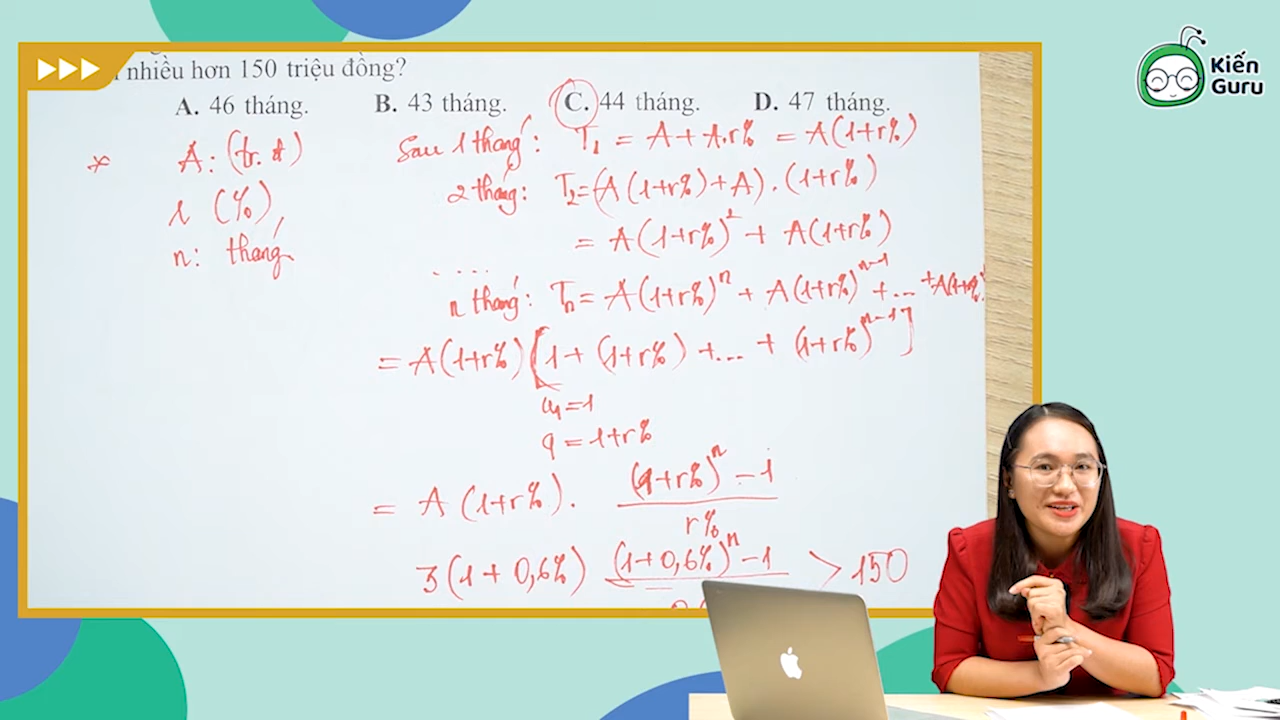 nhiều hơn 150 triệu đồng?
A. 46 tháng. B. 43 tháng. C. 44 tháng. D. 47 tháng.
* A: (tr. đ) Sau 1 tháng: T₁ = A + A.r% = A(1+r%)
r (%) 2 tháng: T₂ = (A(1+r%) + A).(1+r%)
= A(1+r%)² + A(1+r%)
n: tháng
....
n tháng: Tₙ = A(1+r%)ⁿ + A(1+r%)ⁿ⁻¹ + ... + A(1+r%)
= A(1+r%)[1 + (1+r%) + ... + (1+r%)ⁿ⁻¹]
u₁ = 1
q = 1+r%
= A(1+r%). ((1+r%)ⁿ - 1)/r%
3(1+0,6%) (1+0,6%)ⁿ - 1 > 150
Kiến
Guru